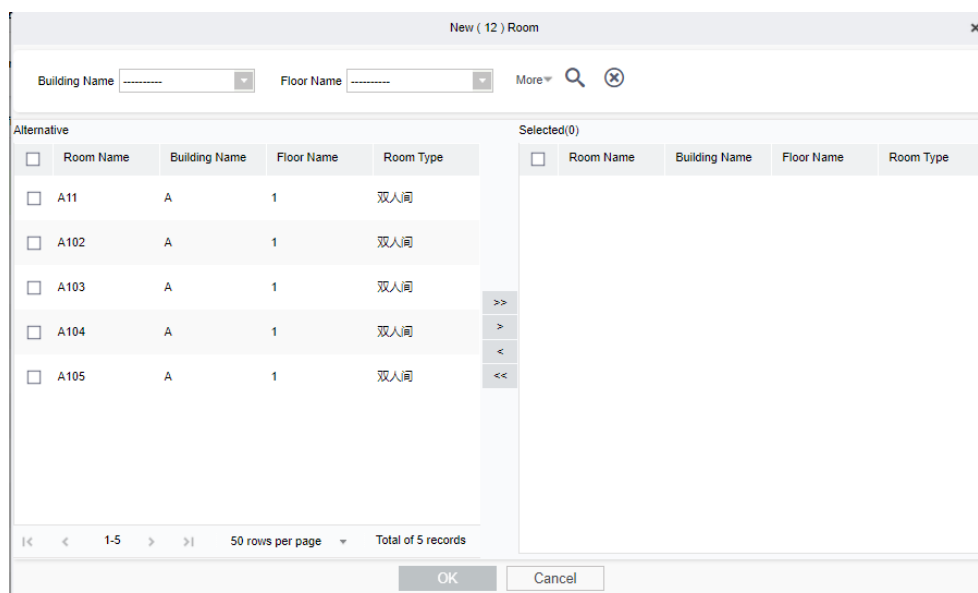 New ( 12 ) Room
Building Name ---------- Floor Name ---------- More
Alternative Selected(0)
Room Name Building Name Floor Name Room Type Room Name Building Name Floor Name Room Type
A11 A 1 双人间
A102 A 1 双人间
A103 A 1 双人间
>>
A104 A 1 双人间 >
<
A105 A 1 双人间 <<
1-5 50 rows per page Total of 5 records
OK Cancel